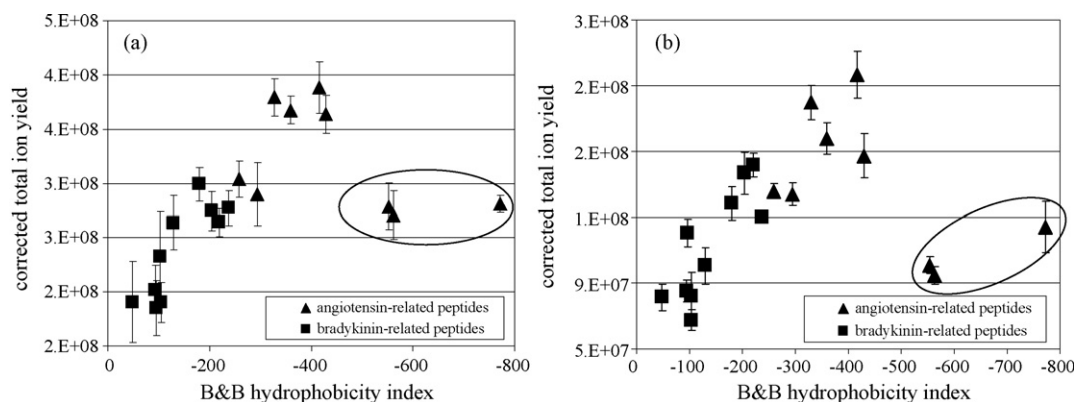 (a)
corrected total ion yield
5.E+08
4.E+08
4.E+08
3.E+08
3.E+08
2.E+08
2.E+08
angiotensin-related peptides
bradykinin-related peptides
0 -200 -400 -600 -800
B&B hydrophobicity index
(b)
corrected total ion yield
3.E+08
2.E+08
2.E+08
1.E+08
9.E+07
5.E+07
angiotensin-related peptides
bradykinin-related peptides
0 -100 -200 -300 -400 -500 -600 -700 -800
B&B hydrophobicity index